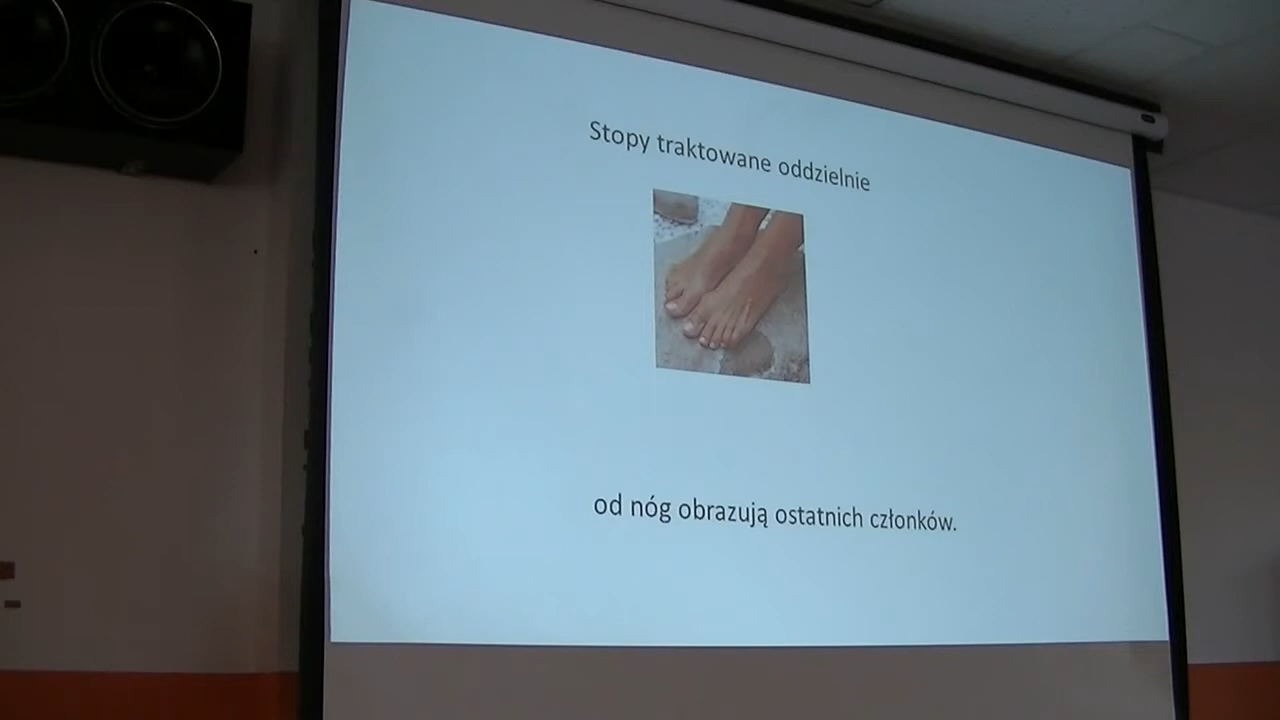 Stopy traktowane oddzielnie
od nóg obrazują ostatnich członków.